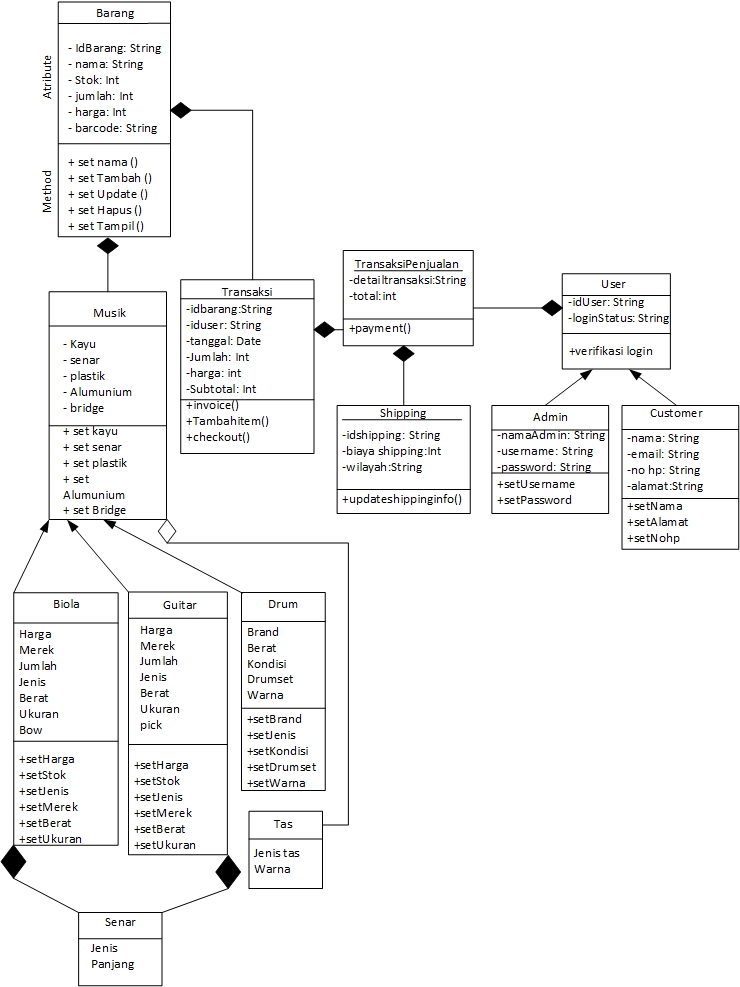 Barang
Atribute
- IdBarang: String
- nama: String
- Stok: Int
- jumlah: Int
- harga: Int
- barcode: String
Method
+ set nama ()
+ set Tambah ()
+ set Update ()
+ set Hapus ()
+ set Tampil ()
Musik
- Kayu
- senar
- plastik
- Alumunium
- bridge
+ set kayu
+ set senar
+ set plastik
+ set
Alumunium
+ set Bridge
Transaksi
-idbarang:String
-iduser: String
-tanggal: Date
-Jumlah: Int
-harga: int
-Subtotal: Int
+invoice()
+Tambahitem()
+checkout()
TransaksiPenjualan
-detailtransaksi:String
-total:int
+payment()
User
-idUser: String
-loginStatus: String
+verifikasi login
Shipping
-idshipping: String
-biaya shipping:Int
-wilayah:String
+updateshippinginfo()
Admin
-namaAdmin: String
-username: String
-password: String
+setUsername
+setPassword
Customer
-nama: String
-email: String
-no hp: String
-alamat:String
+setNama
+setAlamat
+setNohp
Biola
Harga
Merek
Jumlah
Jenis
Berat
Ukuran
Bow
+setHarga
+setStok
+setJenis
+setMerek
+setBerat
+setUkuran
Guitar
Harga
Merek
Jumlah
Jenis
Berat
Ukuran
pick
+setHarga
+setStok
+setJenis
+setMerek
+setBerat
+setUkuran
Drum
Brand
Berat
Kondisi
Drumset
Warna
+setBrand
+setJenis
+setKondisi
+setDrumset
+setWarna
Tas
Jenis tas
Warna
Senar
Jenis
Panjang